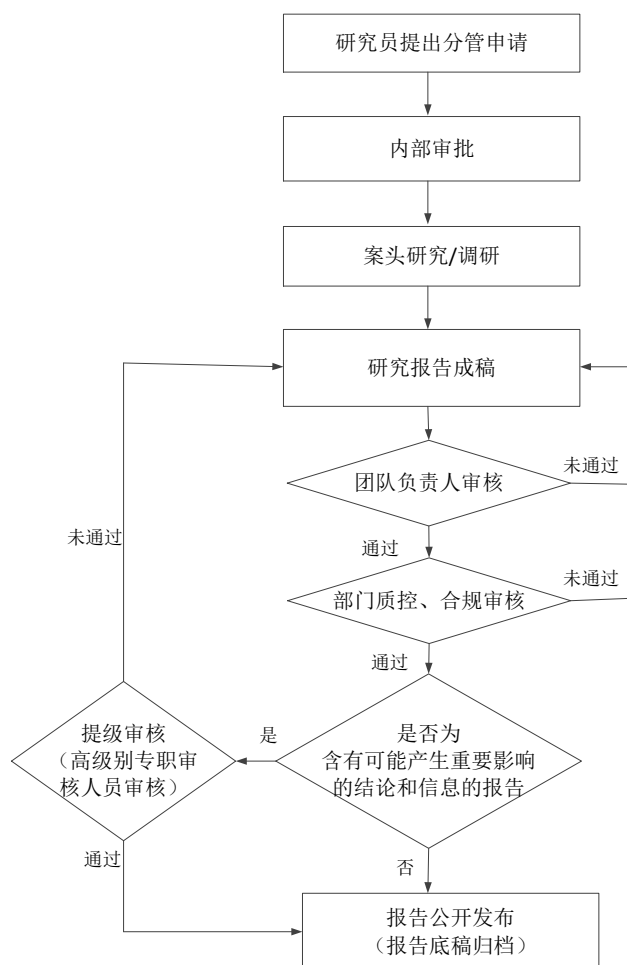 研究员提出分管申请
内部审批
案头研究/调研
研究报告成稿
团队负责人审核
未通过
未通过
通过
部门质控、合规审核
未通过
通过
提级审核
（高级别专职审
核人员审核）
是
是否为
含有可能产生重要影响
的结论和信息的报告
通过
否
报告公开发布
（报告底稿归档）